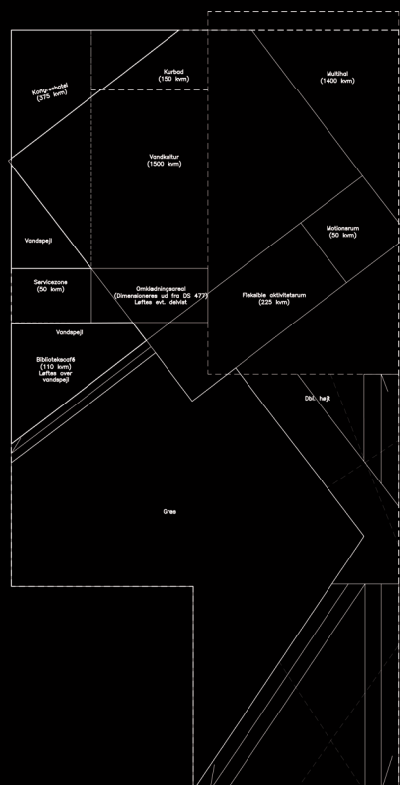 Kurbad
(150 kvm)
Multihal
(1400 kvm)
(375 kvm)
Vandkultur
(1500 kvm)
Motionsrum
(50 kvm)
Vandspejl
Servicezone
(50 kvm)
Omklædningsareal
(Dimensioneres ud fra DS 477)
Løftes evt. delvist
Fleksible aktivitetsrum
(225 kvm)
Vandspejl
Bibliotekscafé
(110 kvm)
Løftes over
vandspejl
Dbl. højt
Græs